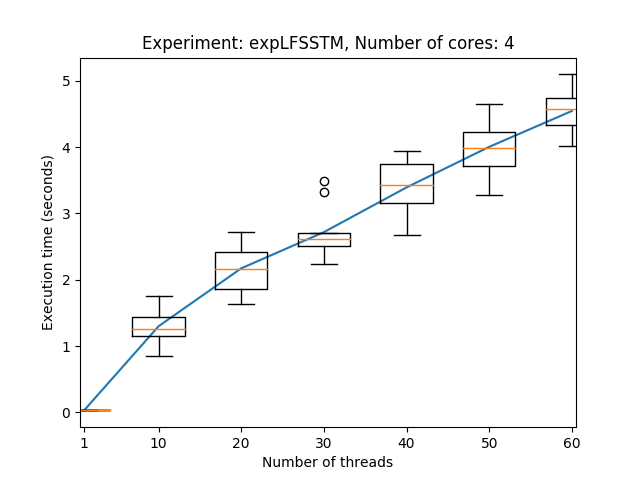 Experiment: expLFSSTM, Number of cores: 4
Execution time (seconds)
5
4
3
2
1
0
1 10 20 30 40 50 60
Number of threads